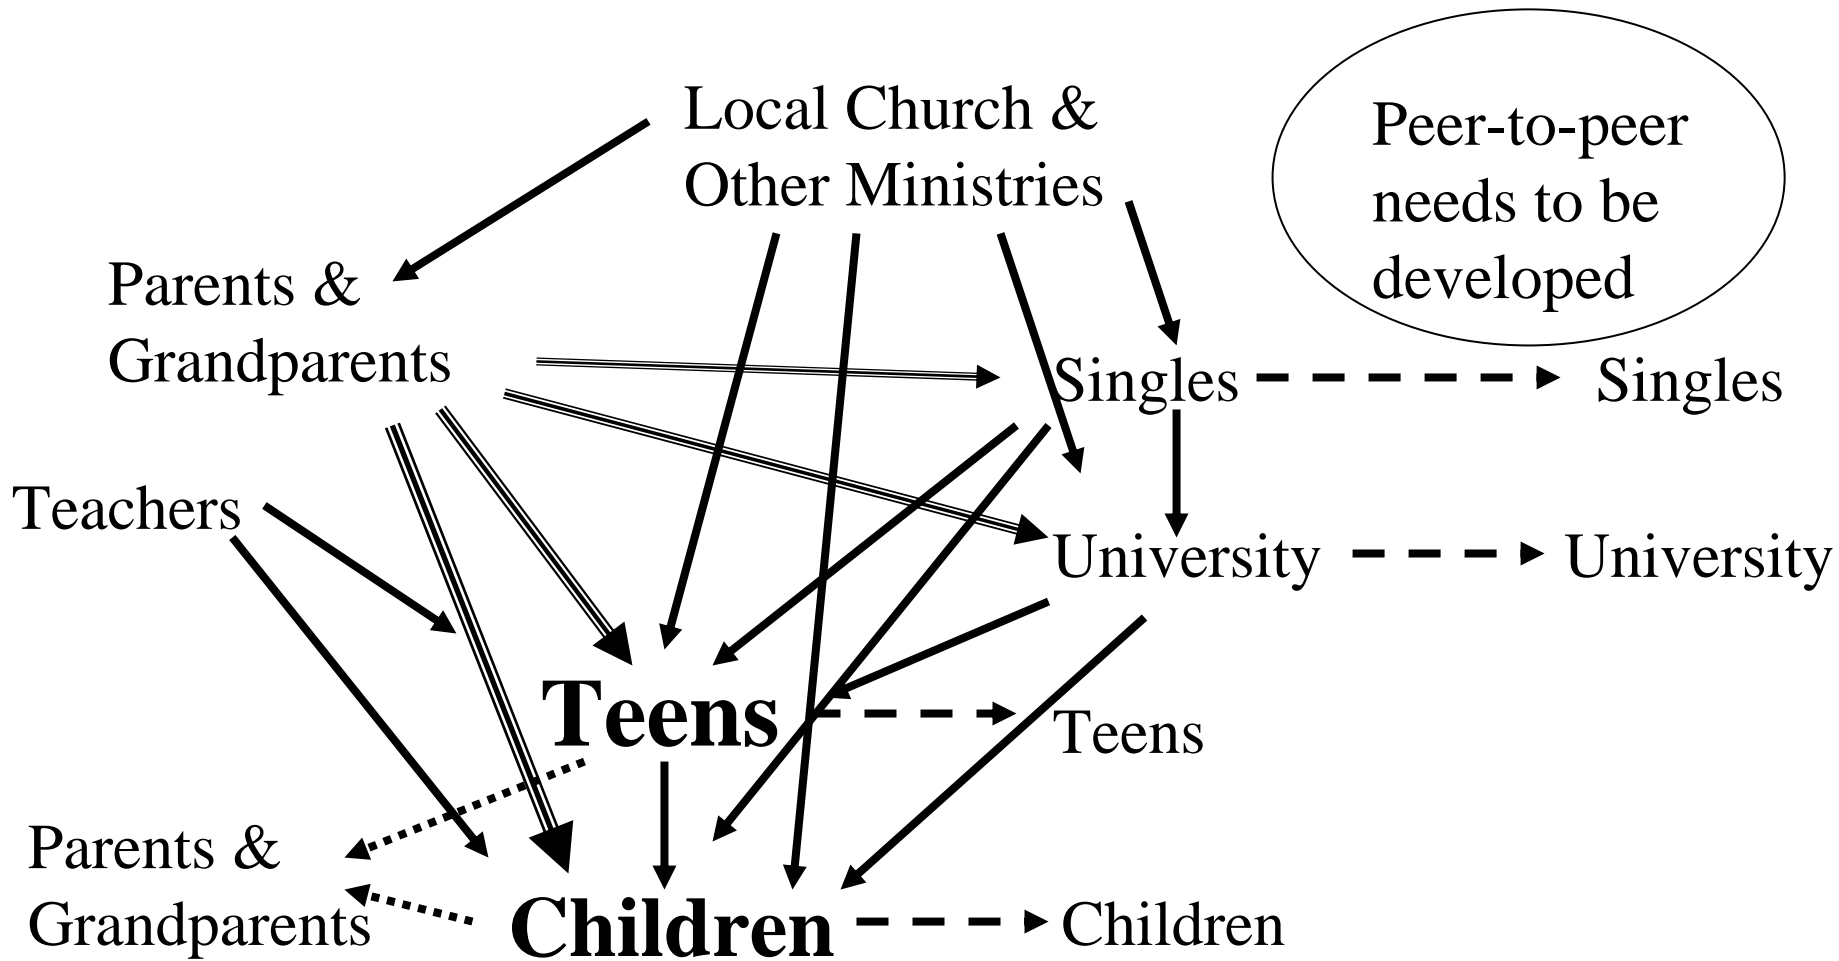 Local Church &
Other Ministries
Peer-to-peer
needs to be
developed
Parents &
Grandparents
Singles
Singles
Teachers
University
University
Teens
Teens
Parents &
Grandparents
Children
Children